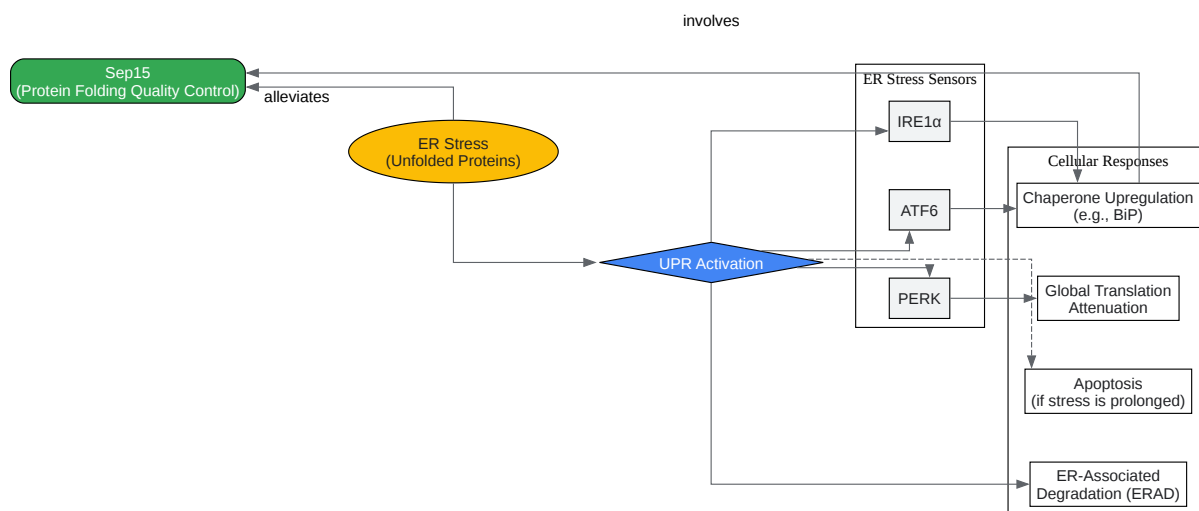 involves
Sep15
(Protein Folding Quality Control)
alleviates
ER Stress
(Unfolded Proteins)
UPR Activation
ER Stress Sensors
IRE1α
ATF6
PERK
Cellular Responses
Chaperone Upregulation
(e.g., BiP)
Global Translation
Attenuation
Apoptosis
(if stress is prolonged)
ER-Associated
Degradation (ERAD)